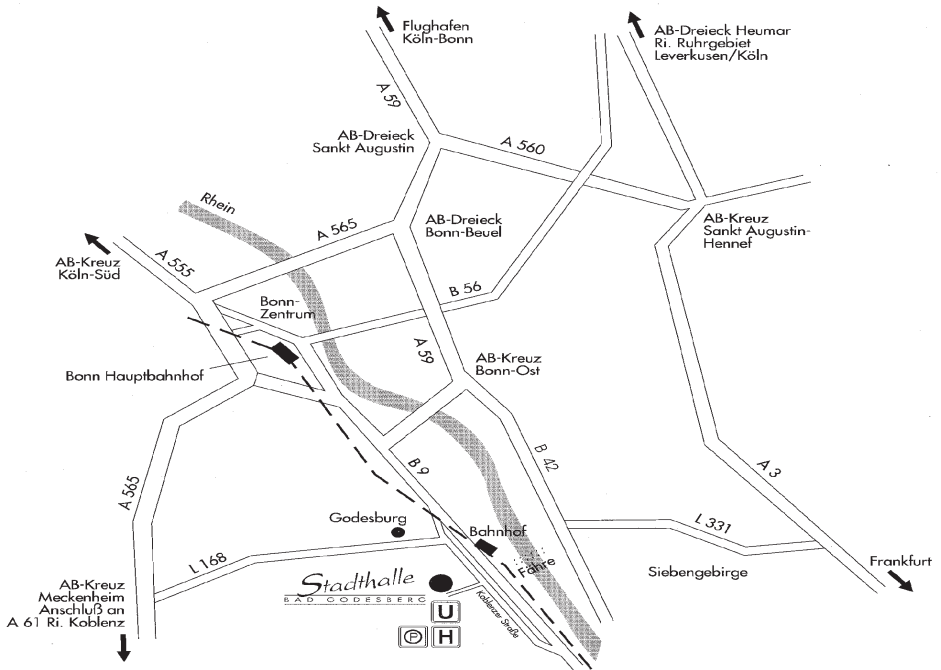 Flughafen
Köln-Bonn
AB-Dreieck Heumar
Ri. Ruhrgebiet
Leverkusen/Köln
A 59
AB-Dreieck
Sankt Augustin
A 560
Rhein
A 565
AB-Dreieck
Bonn-Beuel
AB-Kreuz
Sankt Augustin-
Hennef
AB-Kreuz
Köln-Süd
A 555
B 56
Bonn-
Zentrum
A 59
AB-Kreuz
Bonn-Ost
Bonn Hauptbahnhof
B 9
B 42
A 3
A 565
Godesburg
Bahnhof
L 331
L 168
Fähre
Siebengebirge
Frankfurt
AB-Kreuz
Meckenheim
Anschluß an
A 61 Ri. Koblenz
Stadthalle
BAD GODESBERG
Koblenzer Straße
U
P H